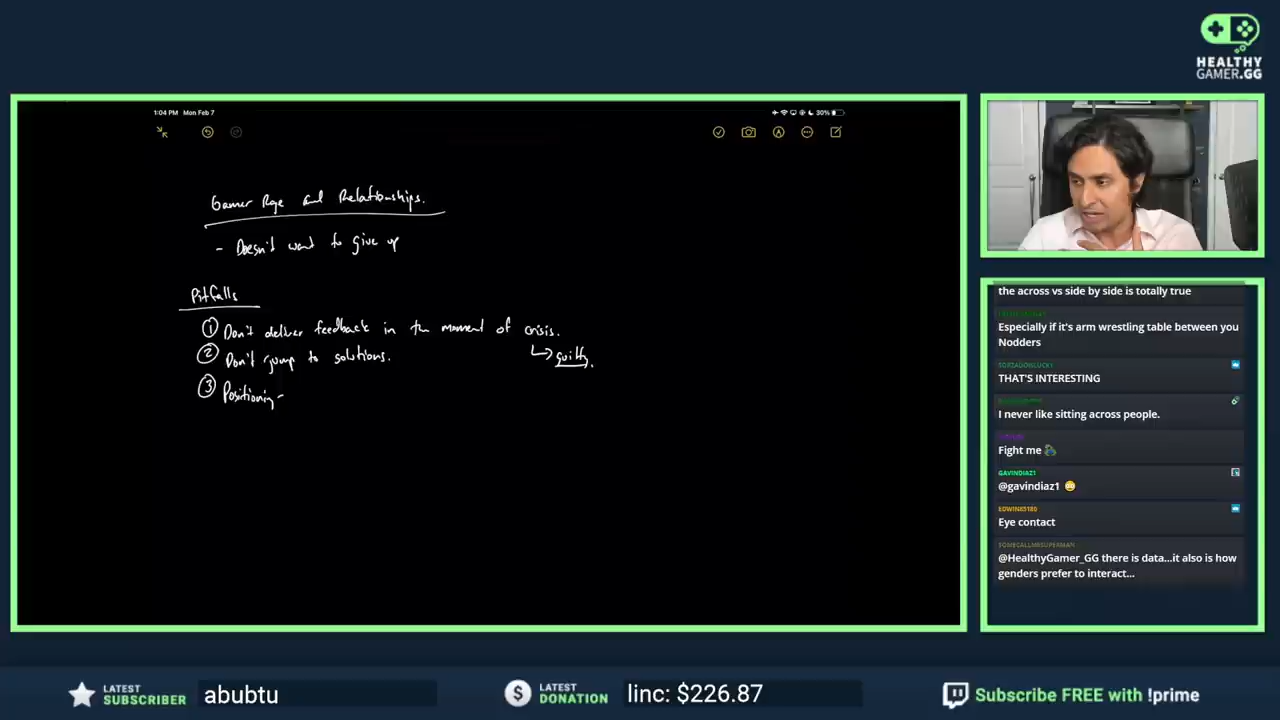 HEALTHY
GAMER.GG
1:04 PM Mon Feb 7
30%
Gamer Rage and Relationships.
- Doesn't want to give up
Pitfalls
① Don't deliver feedback in the moment of crisis.
↳ guilty.
② Don't jump to solutions.
③ Positioning -
the across vs side by side is totally true
Especially if it's arm wrestling table between you
Nodders
THAT'S INTERESTING
I never like sitting across people.
Fight me
GAVINDIAZ1
@gavindiaz1
Eye contact
SOMECALLMESUPERMAN
@HealthyGamer_GG there is data...it also is how
genders prefer to interact...
LATEST
SUBSCRIBER
abubtu
LATEST
DONATION
linc: $226.87
Subscribe FREE with !prime